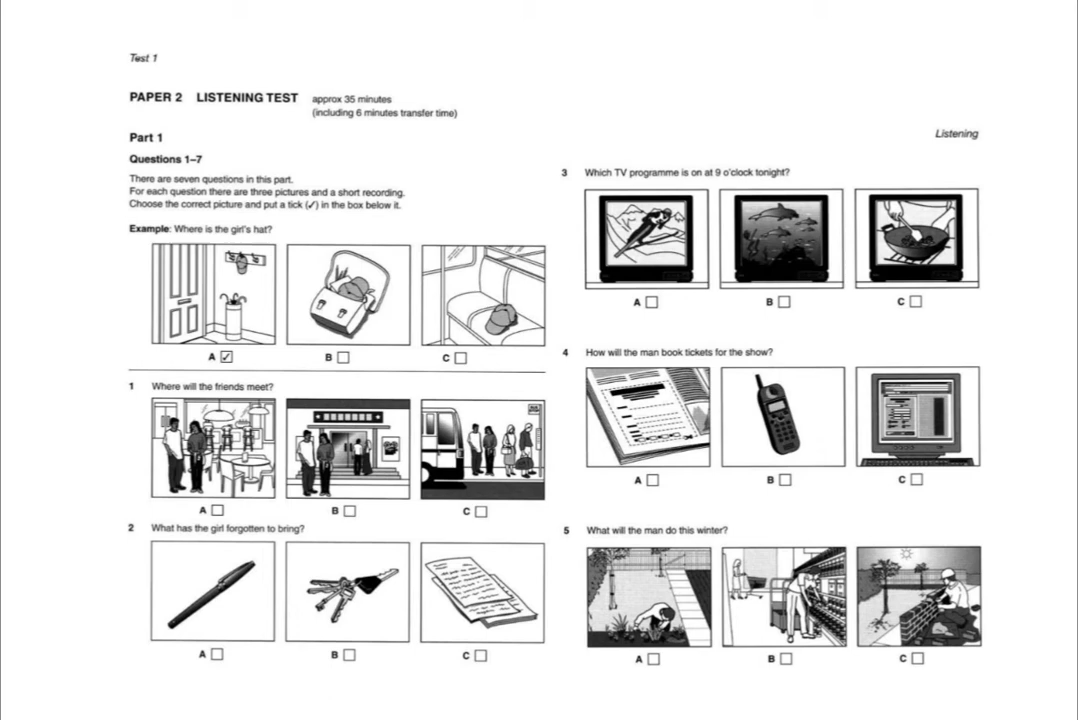 Test 1
PAPER 2 LISTENING TEST approx 35 minutes
(including 6 minutes transfer time)
Part 1
Questions 1–7
There are seven questions in this part.
For each question there are three pictures and a short recording.
Choose the correct picture and put a tick (✓) in the box below it.
Example: Where is the girl's hat?
A ✓ B C
1 Where will the friends meet?
A B C
2 What has the girl forgotten to bring?
A B C
Listening
3 Which TV programme is on at 9 o'clock tonight?
A B C
4 How will the man book tickets for the show?
A B C
5 What will the man do this winter?
A B C